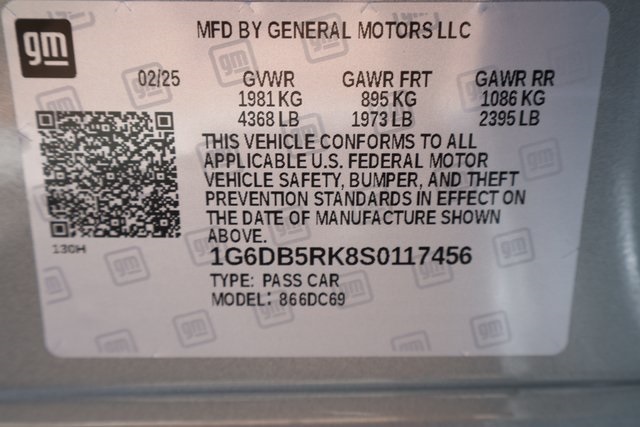 gm
MFD BY GENERAL MOTORS LLC
02/25 GVWR GAWR FRT GAWR RR
1981 KG 895 KG 1086 KG
4368 LB 1973 LB 2395 LB
THIS VEHICLE CONFORMS TO ALL
APPLICABLE U.S. FEDERAL MOTOR
VEHICLE SAFETY, BUMPER, AND THEFT
PREVENTION STANDARDS IN EFFECT ON
THE DATE OF MANUFACTURE SHOWN
ABOVE.
130H
1G6DB5RK8S0117456
TYPE: PASS CAR
MODEL: 866DC69